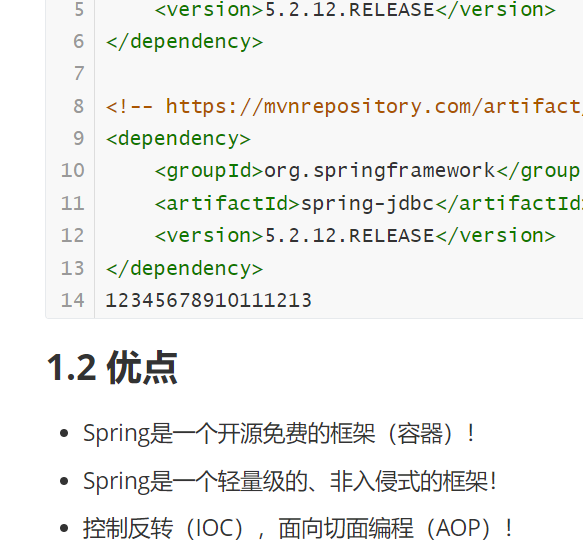 5 <version>5.2.12.RELEASE</version>
6 </dependency>
7
8 <!-- https://mvnrepository.com/artifact/
9 <dependency>
10 <groupId>org.springframework</group
11 <artifactId>spring-jdbc</artifactId
12 <version>5.2.12.RELEASE</version>
13 </dependency>
14 12345678910111213
1.2 优点
• Spring是一个开源免费的框架（容器）！
• Spring是一个轻量级的、非入侵式的框架！
• 控制反转（IOC），面向切面编程（AOP）！